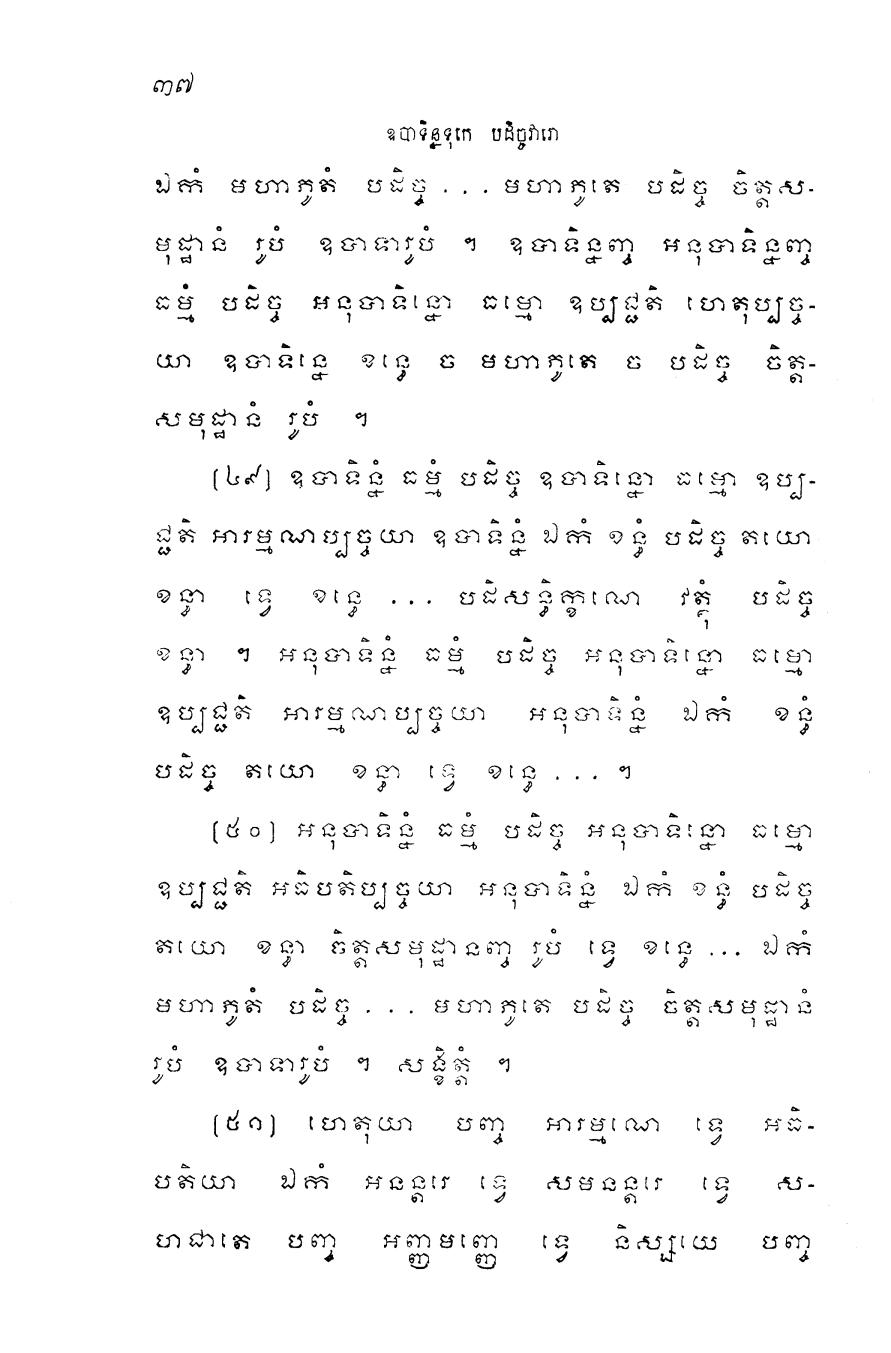 ៣៧
ឧបាទិន្នទុកេ បដិច្ចវារោ
ឯកំ មហាភូតំ បដិច្ច . . . មហាភូតេ បដិច្ច ចិត្តស-
មុដ្ឋានំ រូបំ ឧបាទារូបំ ។ ឧបាទិន្នញ្ច អនុបាទិន្នញ្ច
ធម្មំ បដិច្ច អនុបាទិន្នោ ធម្មោ ឧប្បជ្ជតិ ហេតុប្បច្ច-
យា ឧបាទិន្នេ ខន្ធេ ច មហាភូតេ ច បដិច្ច ចិត្ត-
សមុដ្ឋានំ រូបំ ។
[៤៩] ឧបាទិន្នំ ធម្មំ បដិច្ច ឧបាទិន្នោ ធម្មោ ឧប្ប-
ជ្ជតិ អារម្មណប្បច្ចយា ឧបាទិន្នំ ឯកំ ខន្ធំ បដិច្ច តយោ
ខន្ធា ទ្វេ ខន្ធេ ... បដិសន្ធិក្ខណោ វត្ថុំ បដិច្ច
ខន្ធា ។ អនុបាទិន្នំ ធម្មំ បដិច្ច អនុបាទិន្នោ ធម្មោ
ឧប្បជ្ជតិ អារម្មណប្បច្ចយា អនុបាទិន្នំ ឯកំ ខន្ធំ
បដិច្ច តយោ ខន្ធា ទ្វេ ខន្ធេ . . . ។
[៥០] អនុបាទិន្នំ ធម្មំ បដិច្ច អនុបាទិន្នោ ធម្មោ
ឧប្បជ្ជតិ អធិបតិប្បច្ចយា អនុបាទិន្នំ ឯកំ ខន្ធំ បដិច្ច
តយោ ខន្ធា ចិត្តសមុដ្ឋានញ្ច រូបំ ទ្វេ ខន្ធេ ... ឯកំ
មហាភូតំ បដិច្ច . . . មហាភូតេ បដិច្ច ចិត្តសមុដ្ឋានំ
រូបំ ឧបាទារូបំ ។ សង្ខិត្តំ ។
[៥១] ហេតុយា បញ្ច អារម្មណោ ទ្វេ អធិ-
បតិយា ឯកំ អនន្តរេ ទ្វេ សមនន្តរេ ទ្វេ ស-
ហជាតេ បញ្ច អញ្ញមញ្ញេ ទ្វេ និស្សយេ បញ្ច